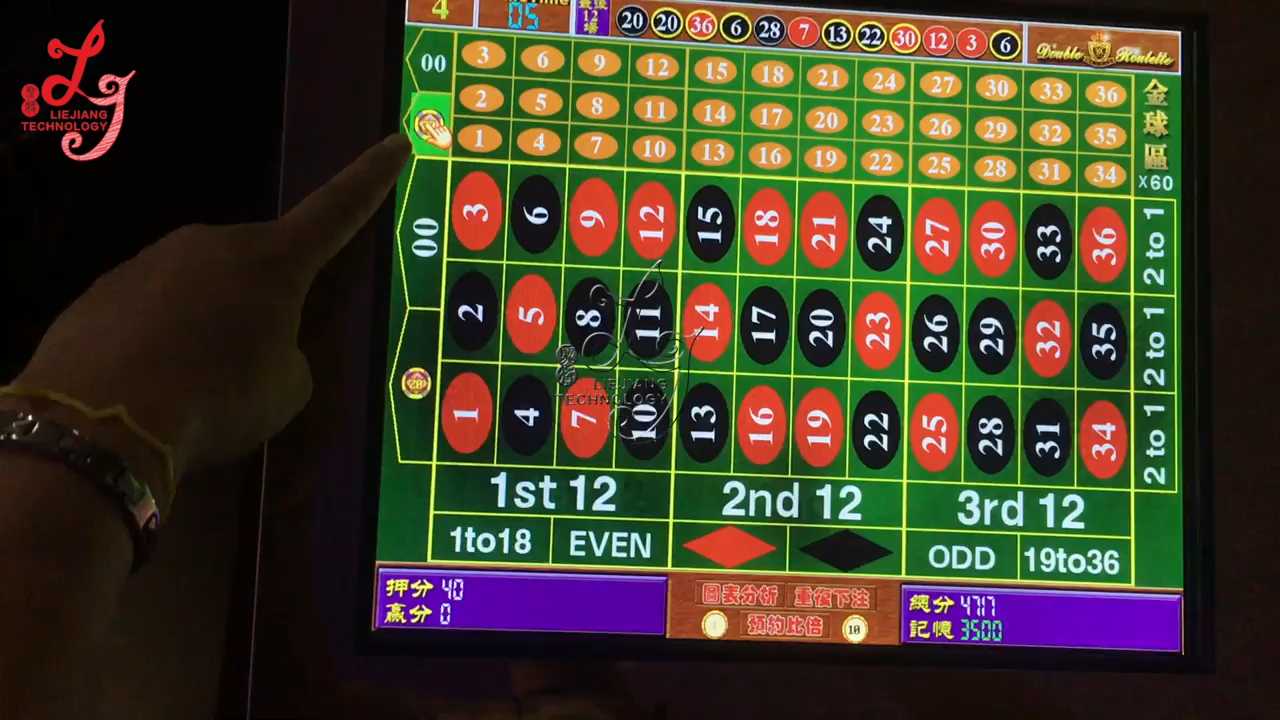 LIEJIANG
TECHNOLOGY
4
05
最後
12
場
20 20 36 6 28 7 13 22 30 12 3 6
Double Roulette
00 3 6 9 12 15 18 21 24 27 30 33 36
2 5 8 11 14 17 20 23 26 29 32 35
1 4 7 10 13 16 19 22 25 28 31 34
金球區
X60
00 3 6 9 12 15 18 21 24 27 30 33 36 2 to 1
2 5 8 11 14 17 20 23 26 29 32 35 2 to 1
20 1 4 7 10 13 16 19 22 25 28 31 34 2 to 1
LIEJIANG
TECHNOLOGY
1st 12 2nd 12 3rd 12
1to18 EVEN ODD 19to36
押分 40
贏分 0
圖表分析 重復下注
預約比倍 10
總分 4717
記憶 3500